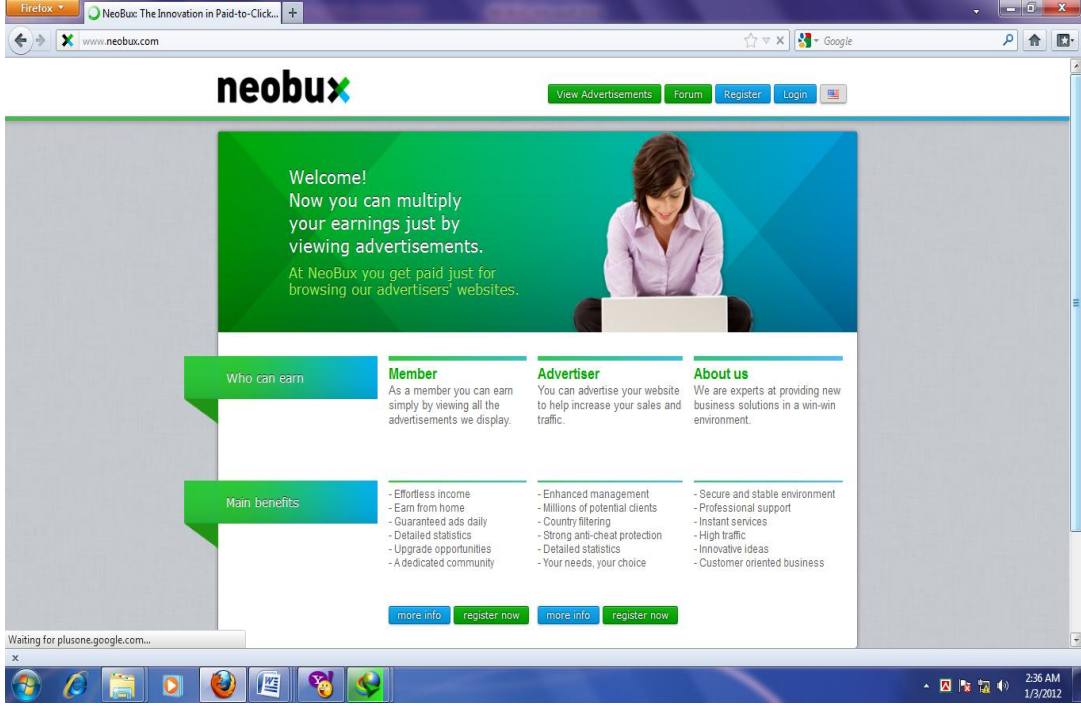 Firefox
NeoBux: The Innovation in Paid-to-Click...
www.neobux.com
Google
neobux
View Advertisements
Forum
Register
Login
Welcome!
Now you can multiply
your earnings just by
viewing advertisements.
At NeoBux you get paid just for
browsing our advertisers' websites.
Who can earn
Member
As a member you can earn
simply by viewing all the
advertisements we display.
Advertiser
You can advertise your website
to help increase your sales and
traffic.
About us
We are experts at providing new
business solutions in a win-win
environment.
Main benefits
- Effortless income
- Earn from home
- Guaranteed ads daily
- Detailed statistics
- Upgrade opportunities
- A dedicated community
- Enhanced management
- Millions of potential clients
- Country filtering
- Strong anti-cheat protection
- Detailed statistics
- Your needs, your choice
- Secure and stable environment
- Professional support
- Instant services
- High traffic
- Innovative ideas
- Customer oriented business
more info
register now
more info
register now
Waiting for plusone.google.com...
2:36 AM
1/3/2012